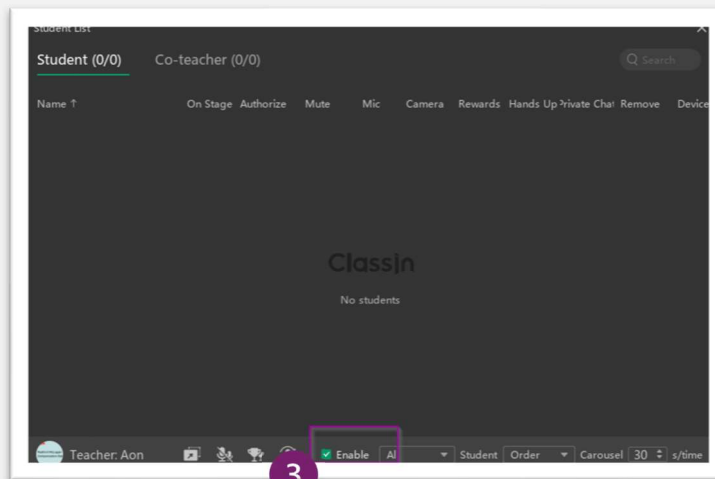 Student List
Student (0/0) Co-teacher (0/0) Search
Name ↑ On Stage Authorize Mute Mic Camera Rewards Hands Up Private Chat Remove Device
ClassIn
No students
Teacher: Aon Enable Al Student Order Carousel 30 s/time
3